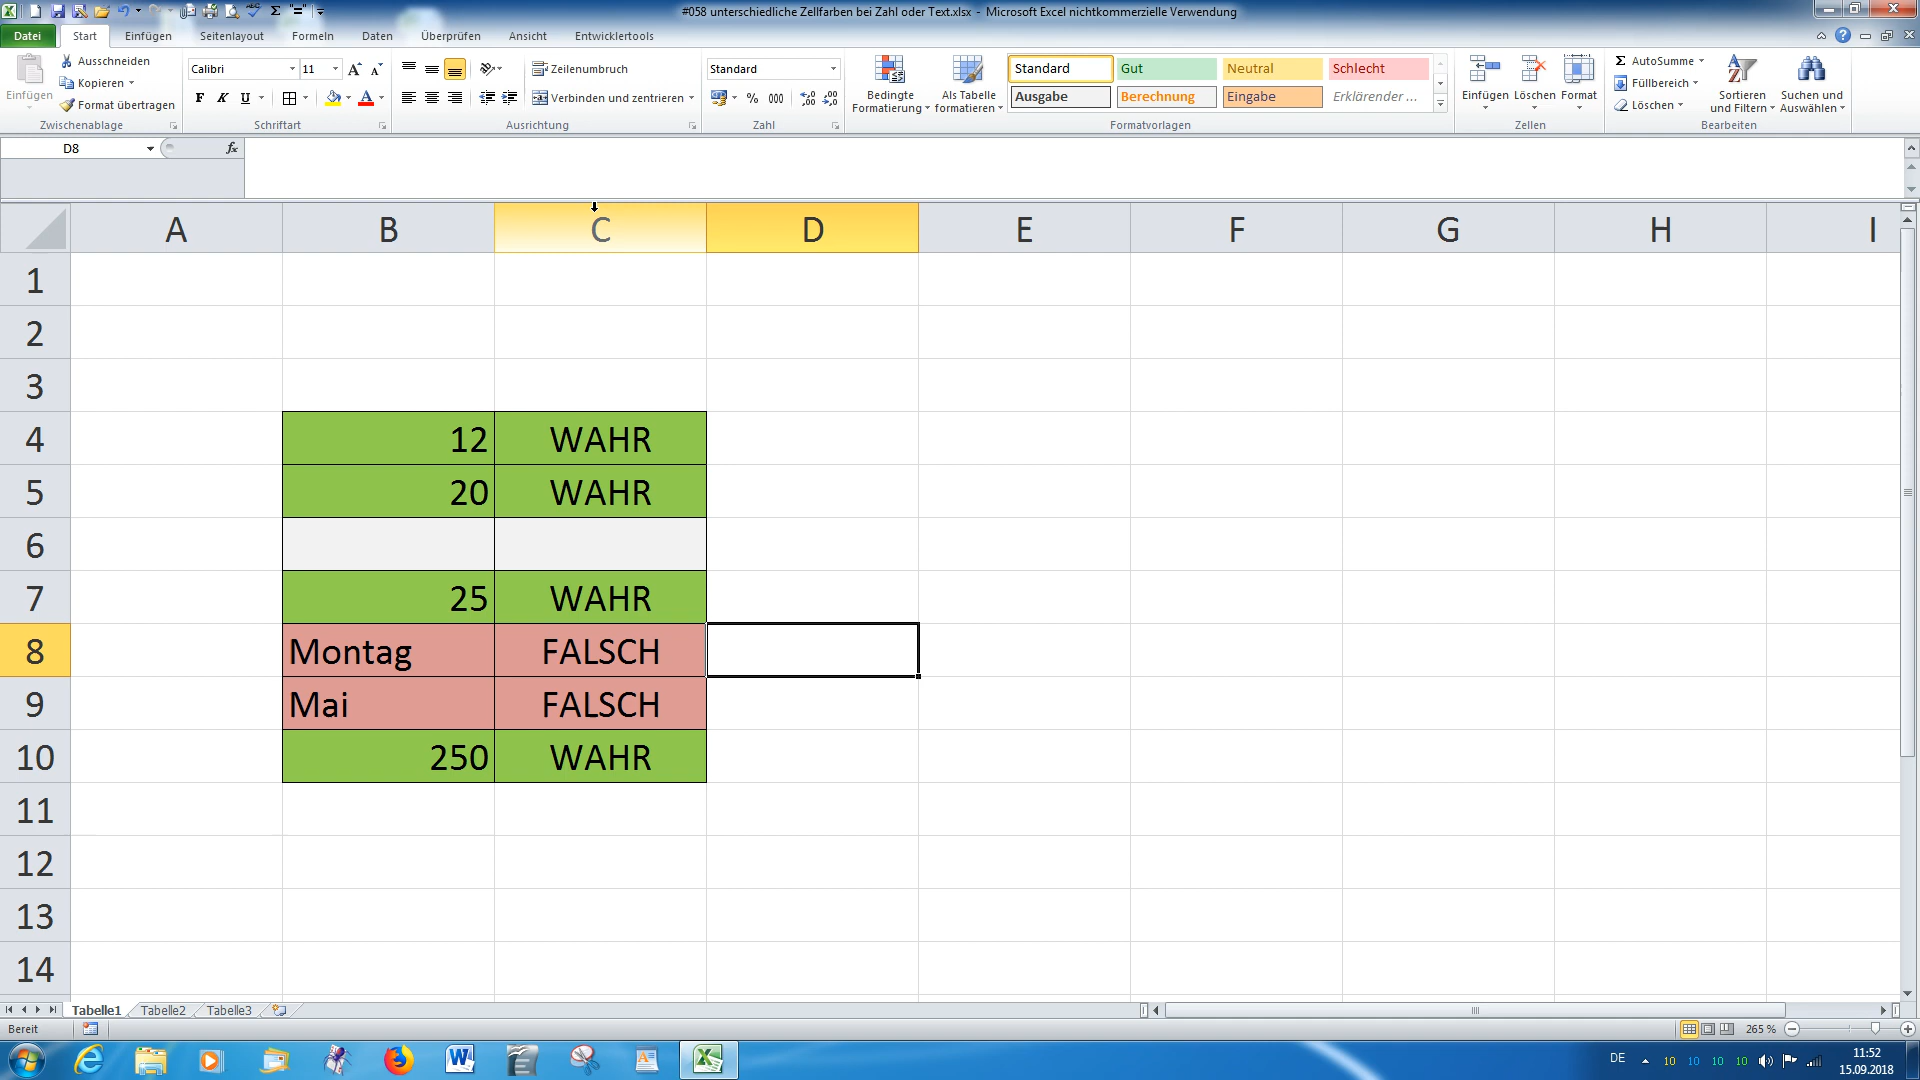 #058 unterschiedliche Zellfarben bei Zahl oder Text.xlsx - Microsoft Excel nichtkommerzielle Verwendung
Datei Start Einfügen Seitenlayout Formeln Daten Überprüfen Ansicht Entwicklertools
Einfügen
Ausschneiden
Kopieren
Format übertragen
Zwischenablage
Calibri 11
F K U
Schriftart
Zeilenumbruch
Verbinden und zentrieren
Ausrichtung
Standard
% 000
Zahl
Bedingte Formatierung
Als Tabelle formatieren
Standard Gut Neutral Schlecht
Ausgabe Berechnung Eingabe Erklärender ...
Formatvorlagen
Einfügen Löschen Format
Zellen
Σ AutoSumme
Füllbereich
Löschen
Sortieren und Filtern
Suchen und Auswählen
Bearbeiten
D8 fx
A B C D E F G H I
1
2
3
4 12 WAHR
5 20 WAHR
6
7 25 WAHR
8 Montag FALSCH
9 Mai FALSCH
10 250 WAHR
11
12
13
14
Tabelle1 Tabelle2 Tabelle3
Bereit 265 %
DE 10 10 10 10 11:52
15.09.2018